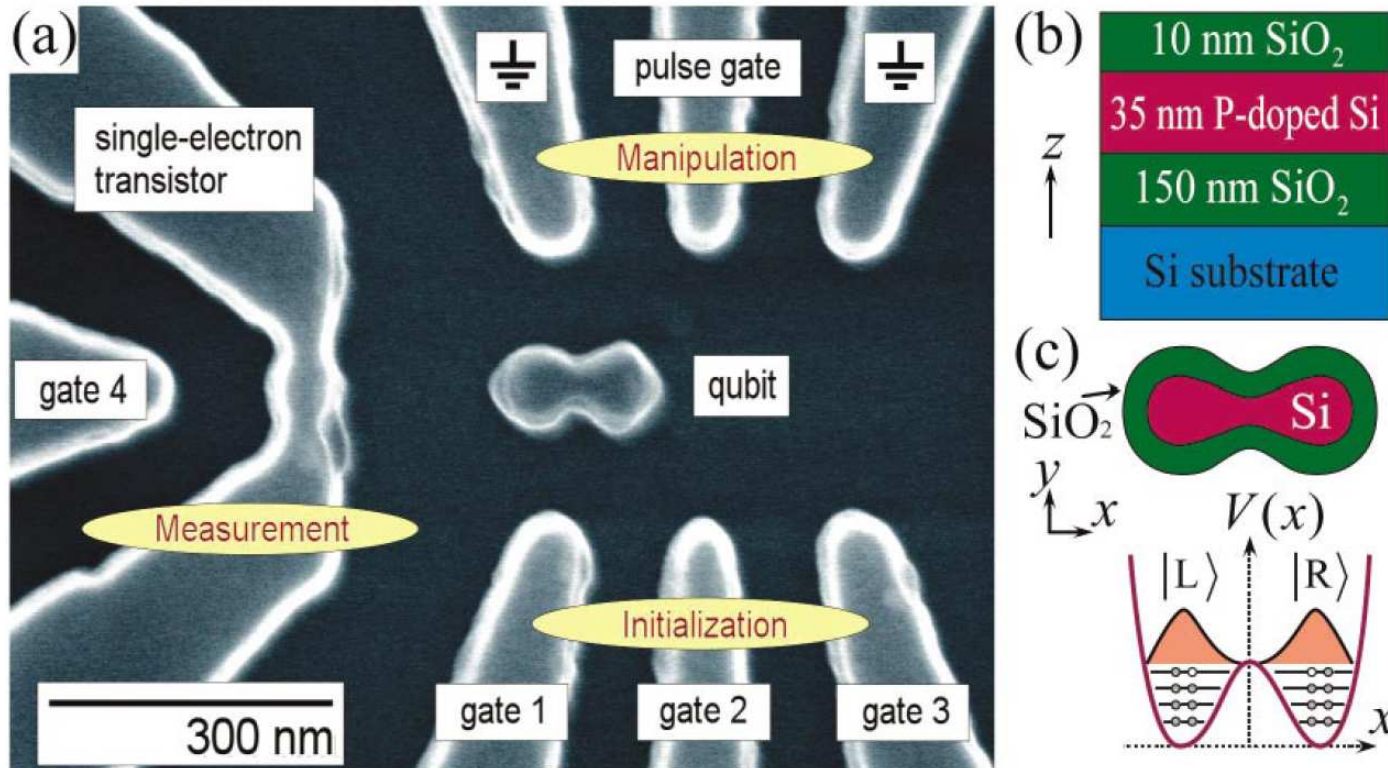 (a)
single-electron
transistor
pulse gate
Manipulation
gate 4
qubit
Measurement
Initialization
gate 1
gate 2
gate 3
300 nm
(b)
z
10 nm SiO₂
35 nm P-doped Si
150 nm SiO₂
Si substrate
(c)
SiO₂
Si
y
x
V(x)
|L⟩
|R⟩
x